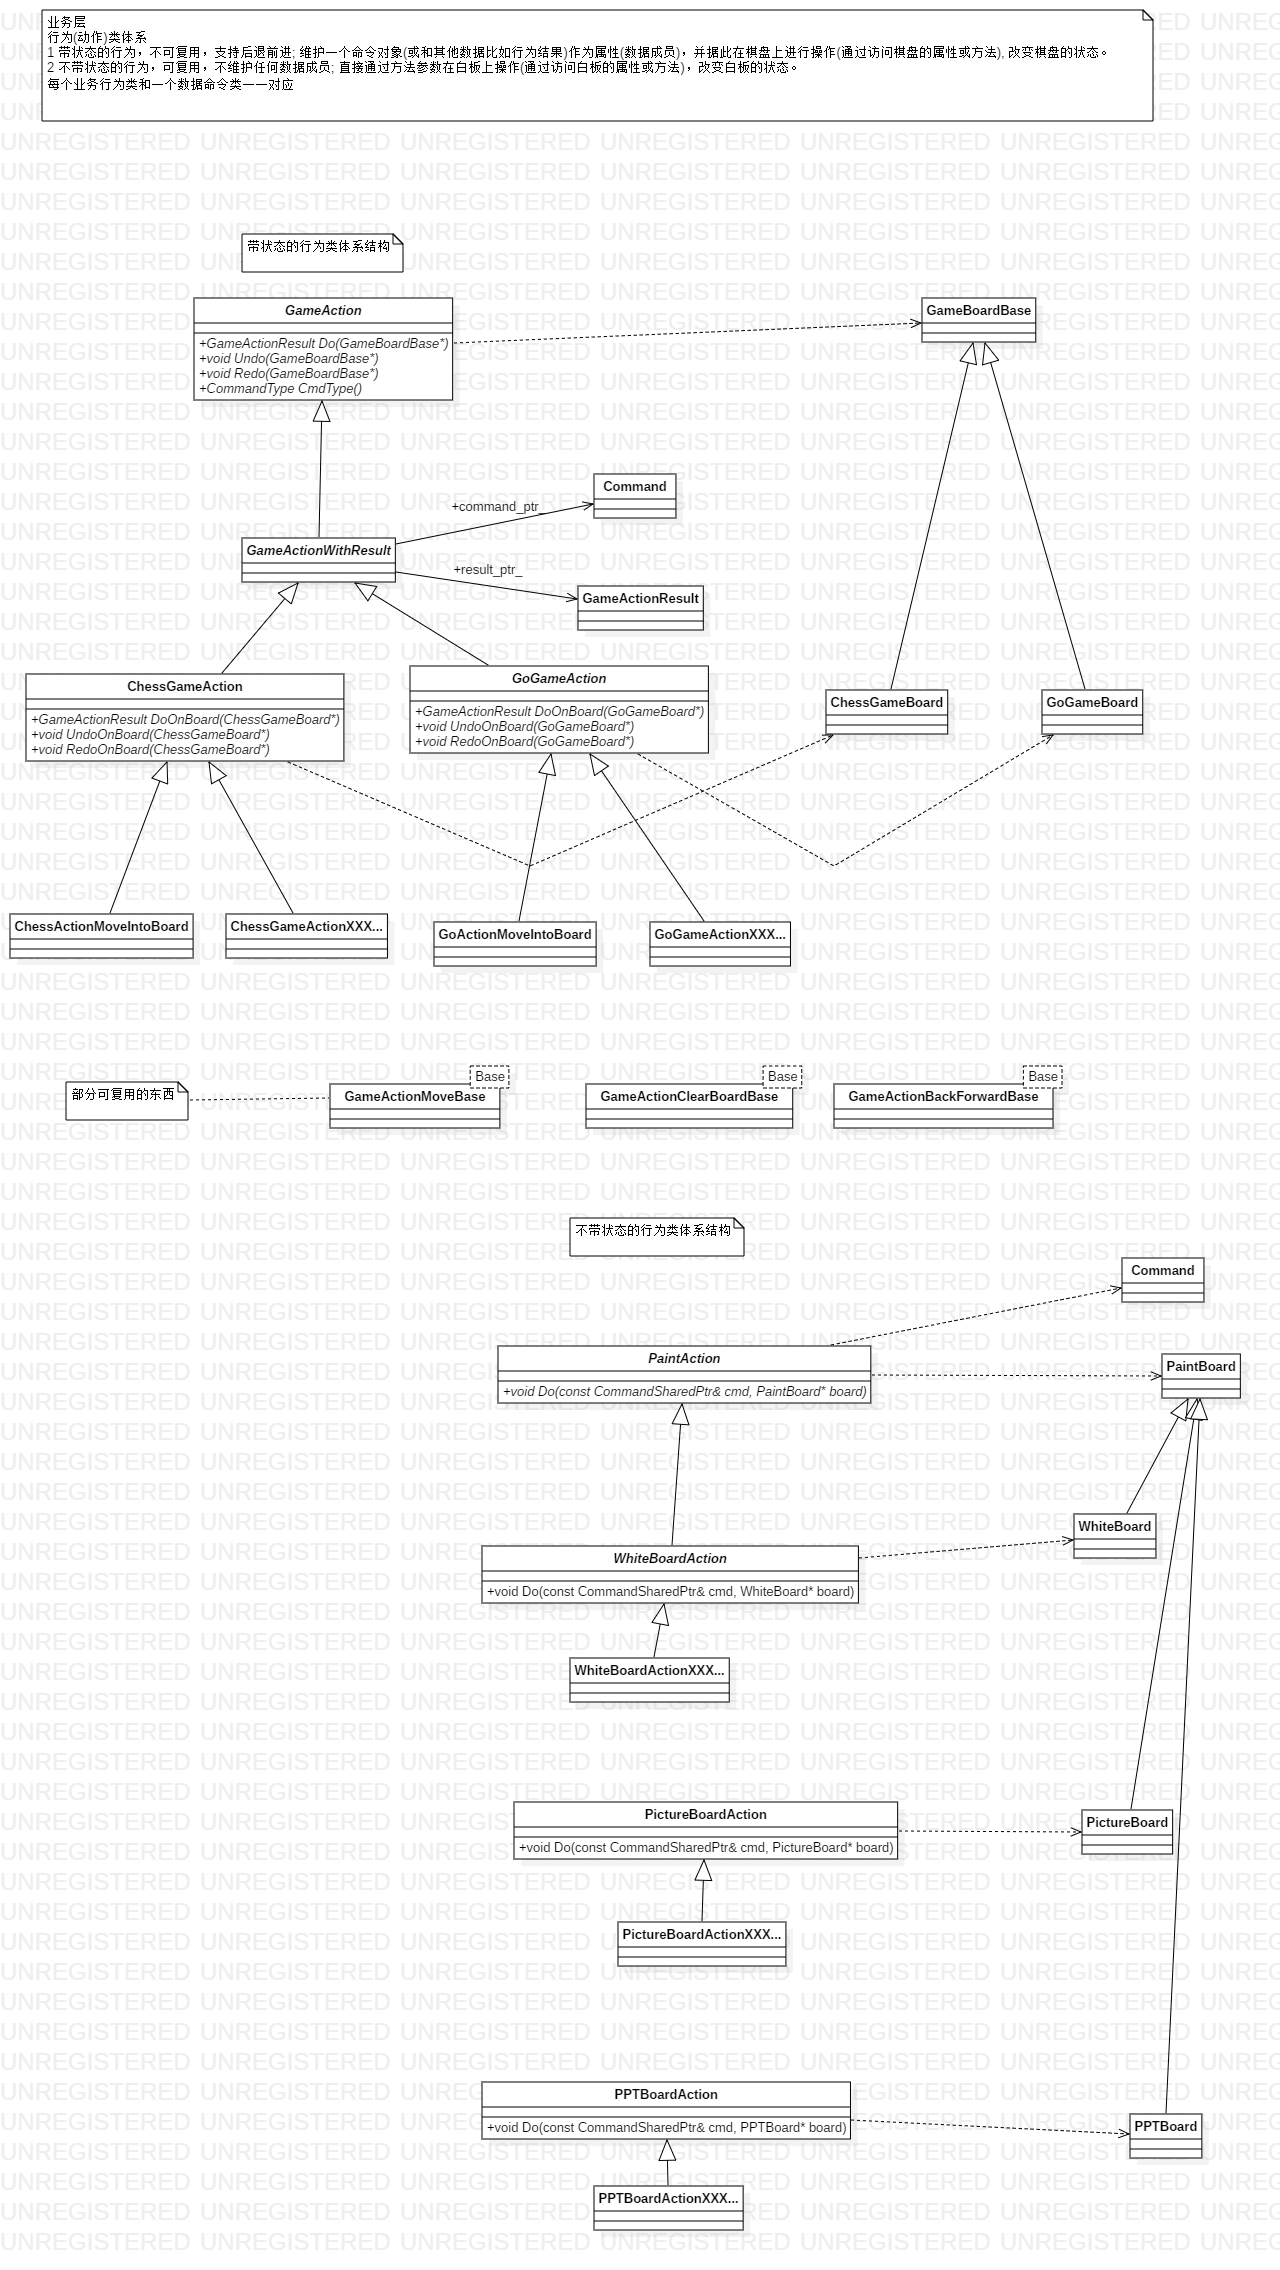 业务层
行为(动作)类体系
1 带状态的行为，不可复用，支持后退前进; 维护一个命令对象(或和其他数据比如行为结果)作为属性(数据成员)，并据此在棋盘上进行操作(通过访问棋盘的属性或方法), 改变棋盘的状态。
2 不带状态的行为，可复用，不维护任何数据成员; 直接通过方法参数在白板上操作(通过访问白板的属性或方法)，改变白板的状态。
每个业务行为类和一个数据命令类一一对应
带状态的行为类体系结构
GameAction
+GameActionResult Do(GameBoardBase*)
+void Undo(GameBoardBase*)
+void Redo(GameBoardBase*)
+CommandType CmdType()
GameBoardBase
Command
+command_ptr_
GameActionWithResult
+result_ptr_
GameActionResult
ChessGameAction
+GameActionResult DoOnBoard(ChessGameBoard*)
+void UndoOnBoard(ChessGameBoard*)
+void RedoOnBoard(ChessGameBoard*)
GoGameAction
+GameActionResult DoOnBoard(GoGameBoard*)
+void UndoOnBoard(GoGameBoard*)
+void RedoOnBoard(GoGameBoard*)
ChessGameBoard
GoGameBoard
ChessActionMoveIntoBoard
ChessGameActionXXX...
GoActionMoveIntoBoard
GoGameActionXXX...
部分可复用的东西
Base
GameActionMoveBase
Base
GameActionClearBoardBase
Base
GameActionBackForwardBase
不带状态的行为类体系结构
Command
PaintAction
+void Do(const CommandSharedPtr& cmd, PaintBoard* board)
PaintBoard
WhiteBoard
WhiteBoardAction
+void Do(const CommandSharedPtr& cmd, WhiteBoard* board)
WhiteBoardActionXXX...
PictureBoardAction
+void Do(const CommandSharedPtr& cmd, PictureBoard* board)
PictureBoard
PictureBoardActionXXX...
PPTBoardAction
+void Do(const CommandSharedPtr& cmd, PPTBoard* board)
PPTBoard
PPTBoardActionXXX...
UNREGISTERED